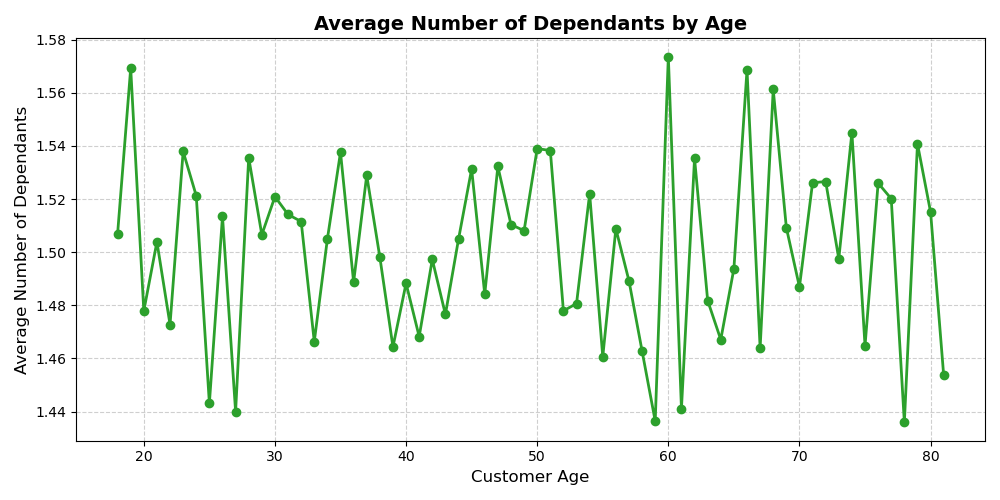 Average Number of Dependants by Age
1.58
1.56
1.54
1.52
1.50
1.48
1.46
1.44
Average Number of Dependants
20 30 40 50 60 70 80
Customer Age